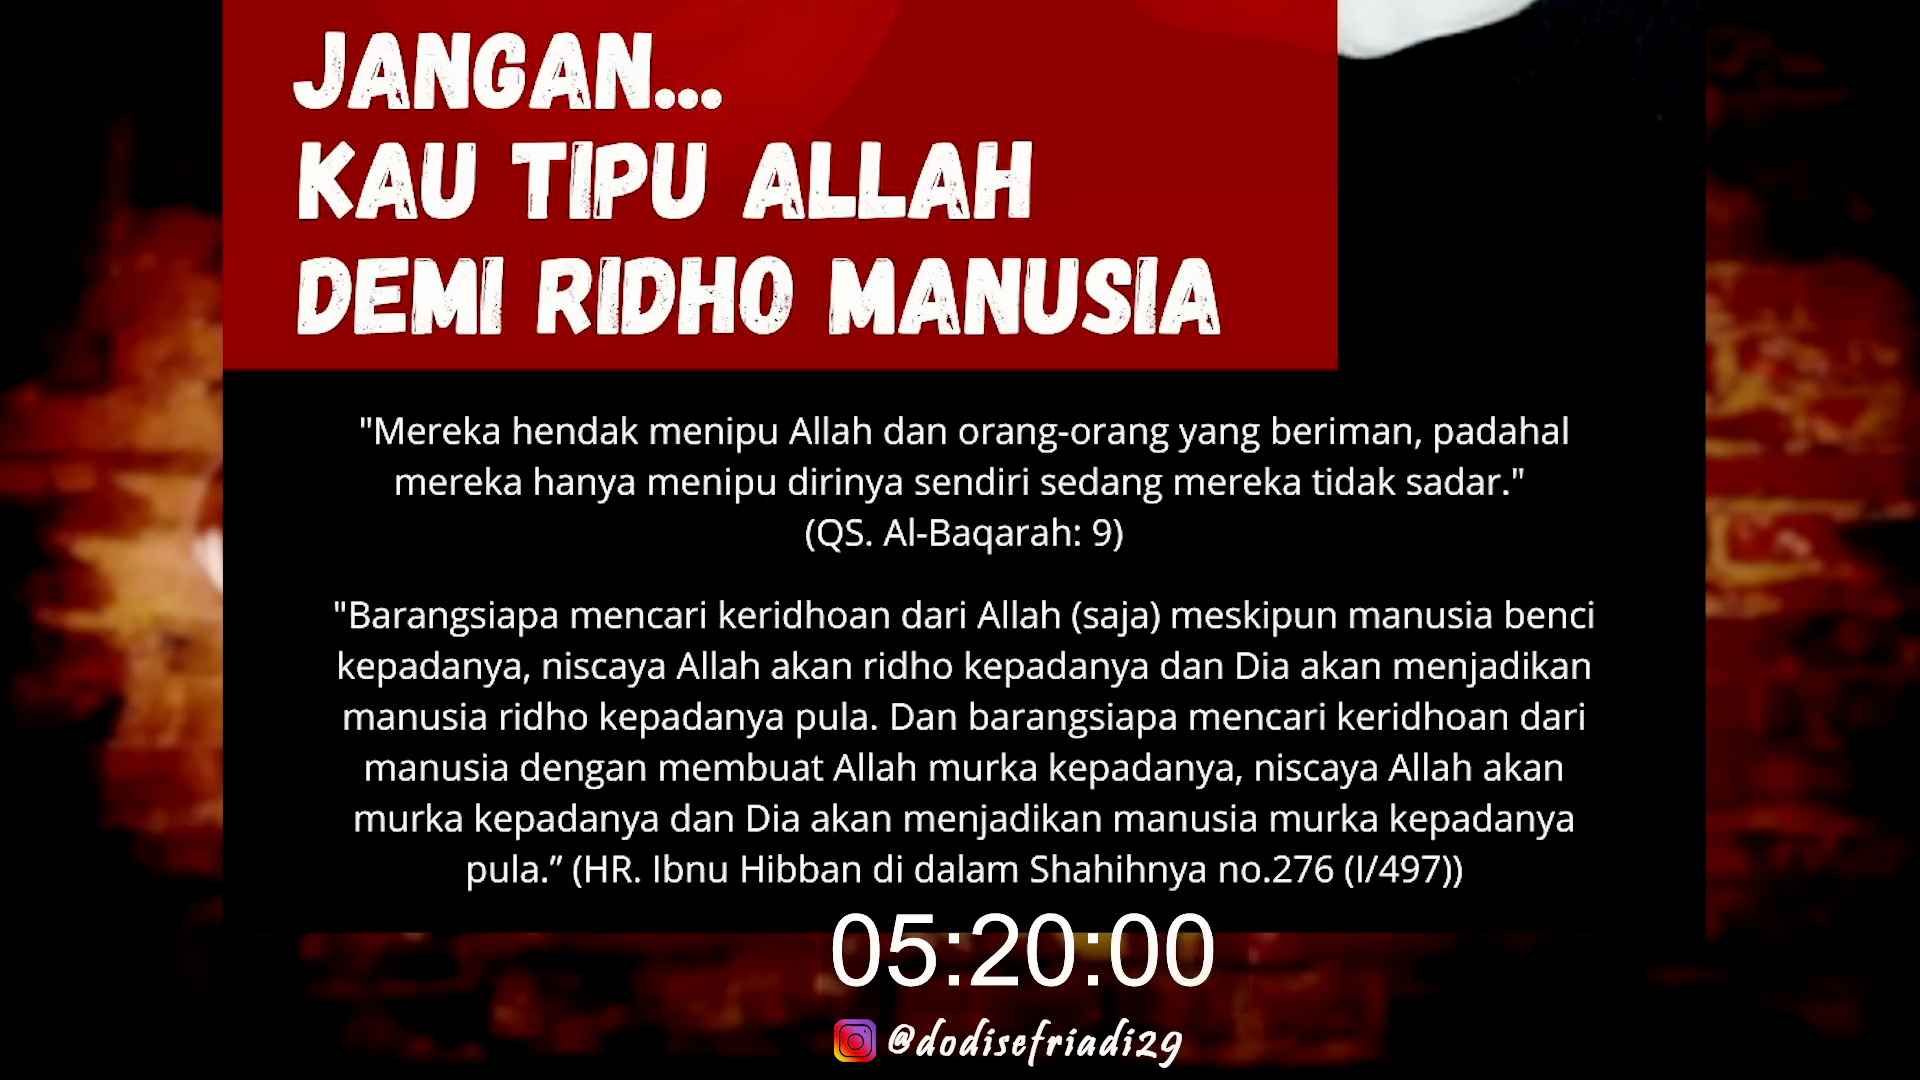 JANGAN...
KAU TIPU ALLAH
DEMI RIDHO MANUSIA
"Mereka hendak menipu Allah dan orang-orang yang beriman, padahal
mereka hanya menipu dirinya sendiri sedang mereka tidak sadar."
(QS. Al-Baqarah: 9)
"Barangsiapa mencari keridhoan dari Allah (saja) meskipun manusia benci
kepadanya, niscaya Allah akan ridho kepadanya dan Dia akan menjadikan
manusia ridho kepadanya pula. Dan barangsiapa mencari keridhoan dari
manusia dengan membuat Allah murka kepadanya, niscaya Allah akan
murka kepadanya dan Dia akan menjadikan manusia murka kepadanya
pula.” (HR. Ibnu Hibban di dalam Shahihnya no.276 (I/497))
05:20:00
@dodisefriadi29